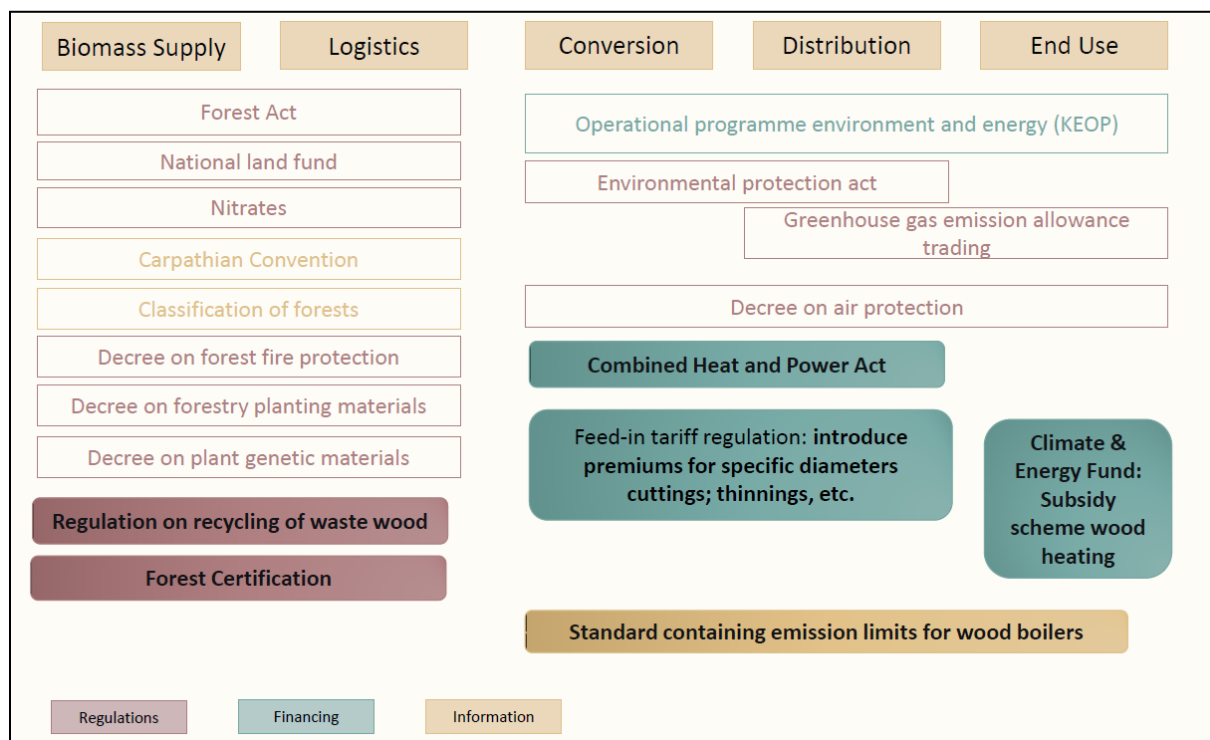 Biomass Supply
Logistics
Conversion
Distribution
End Use
Forest Act
National land fund
Nitrates
Carpathian Convention
Classification of forests
Decree on forest fire protection
Decree on forestry planting materials
Decree on plant genetic materials
Regulation on recycling of waste wood
Forest Certification
Operational programme environment and energy (KEOP)
Environmental protection act
Greenhouse gas emission allowance
trading
Decree on air protection
Combined Heat and Power Act
Feed-in tariff regulation: introduce
premiums for specific diameters
cuttings; thinnings, etc.
Climate &
Energy Fund:
Subsidy
scheme wood
heating
Standard containing emission limits for wood boilers
Regulations
Financing
Information